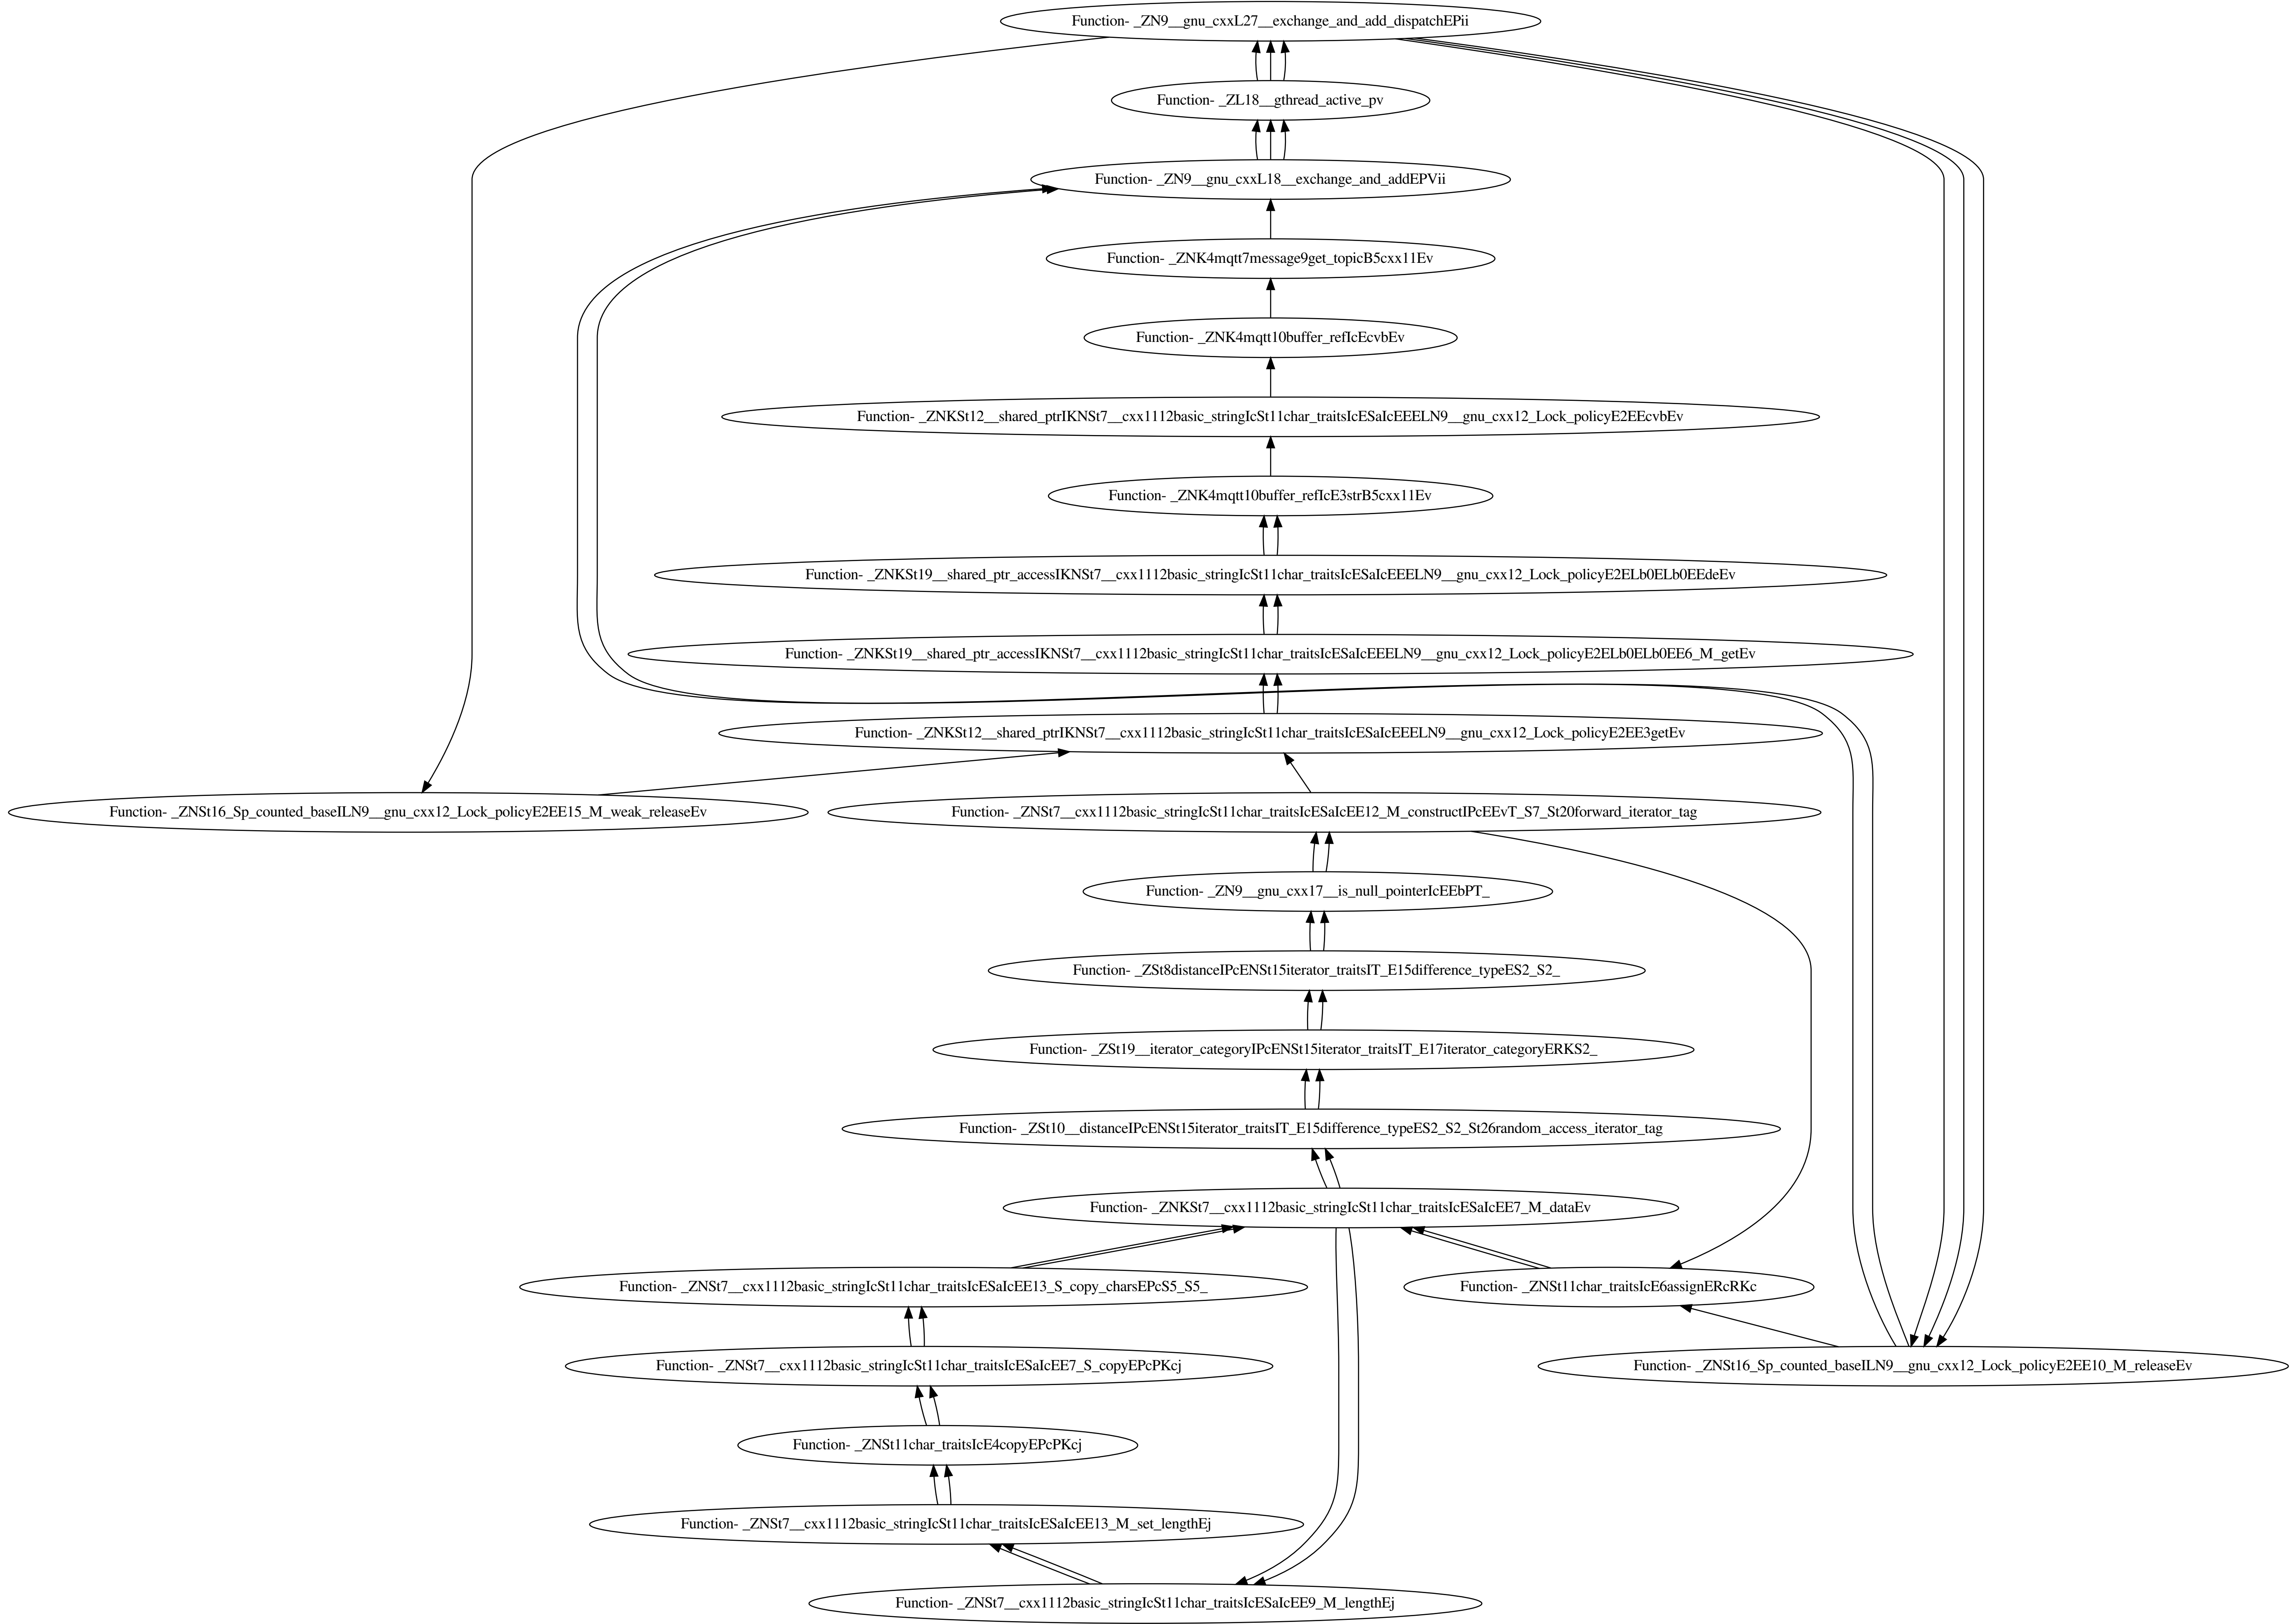 Function- _ZN9__gnu_cxxL27__exchange_and_add_dispatchEPii
Function- _ZL18__gthread_active_pv
Function- _ZN9__gnu_cxxL18__exchange_and_addEPVii
Function- _ZNK4mqtt7message9get_topicB5cxx11Ev
Function- _ZNK4mqtt10buffer_refIcEcvbEv
Function- _ZNKSt12__shared_ptrIKNSt7__cxx1112basic_stringIcSt11char_traitsIcESaIcEEELN9__gnu_cxx12_Lock_policyE2EEcvbEv
Function- _ZNK4mqtt10buffer_refIcE3strB5cxx11Ev
Function- _ZNKSt19__shared_ptr_accessIKNSt7__cxx1112basic_stringIcSt11char_traitsIcESaIcEEELN9__gnu_cxx12_Lock_policyE2ELb0ELb0EEdeEv
Function- _ZNKSt19__shared_ptr_accessIKNSt7__cxx1112basic_stringIcSt11char_traitsIcESaIcEEELN9__gnu_cxx12_Lock_policyE2ELb0ELb0EE6_M_getEv
Function- _ZNKSt12__shared_ptrIKNSt7__cxx1112basic_stringIcSt11char_traitsIcESaIcEEELN9__gnu_cxx12_Lock_policyE2EE3getEv
Function- _ZNSt16_Sp_counted_baseILN9__gnu_cxx12_Lock_policyE2EE15_M_weak_releaseEv
Function- _ZNSt7__cxx1112basic_stringIcSt11char_traitsIcESaIcEE12_M_constructIPcEEvT_S7_St20forward_iterator_tag
Function- _ZN9__gnu_cxx17__is_null_pointerIcEEbPT_
Function- _ZSt8distanceIPcENSt15iterator_traitsIT_E15difference_typeES2_S2_
Function- _ZSt19__iterator_categoryIPcENSt15iterator_traitsIT_E17iterator_categoryERKS2_
Function- _ZSt10__distanceIPcENSt15iterator_traitsIT_E15difference_typeES2_S2_St26random_access_iterator_tag
Function- _ZNKSt7__cxx1112basic_stringIcSt11char_traitsIcESaIcEE7_M_dataEv
Function- _ZNSt7__cxx1112basic_stringIcSt11char_traitsIcESaIcEE13_S_copy_charsEPcS5_S5_
Function- _ZNSt11char_traitsIcE6assignERcRKc
Function- _ZNSt7__cxx1112basic_stringIcSt11char_traitsIcESaIcEE7_S_copyEPcPKcj
Function- _ZNSt16_Sp_counted_baseILN9__gnu_cxx12_Lock_policyE2EE10_M_releaseEv
Function- _ZNSt11char_traitsIcE4copyEPcPKcj
Function- _ZNSt7__cxx1112basic_stringIcSt11char_traitsIcESaIcEE13_M_set_lengthEj
Function- _ZNSt7__cxx1112basic_stringIcSt11char_traitsIcESaIcEE9_M_lengthEj